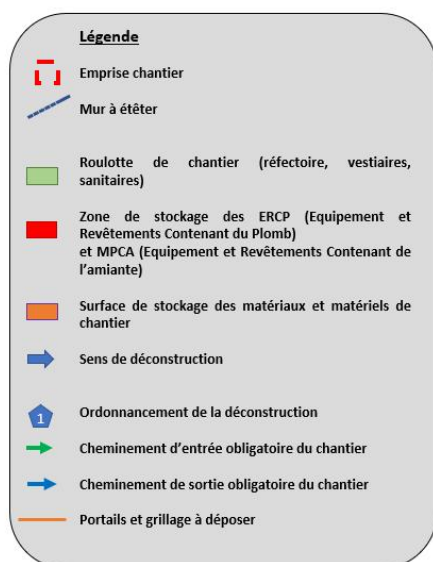 Légende
Emprise chantier
Mur à étêter
Roulotte de chantier (réfectoire, vestiaires,
sanitaires)
Zone de stockage des ERCP (Equipement et
Revêtements Contenant du Plomb)
et MPCA (Equipement et Revêtements Contenant de
l'amiante)
Surface de stockage des matériaux et matériels de
chantier
Sens de déconstruction
1 Ordonnancement de la déconstruction
Cheminement d'entrée obligatoire du chantier
Cheminement de sortie obligatoire du chantier
Portails et grillage à déposer